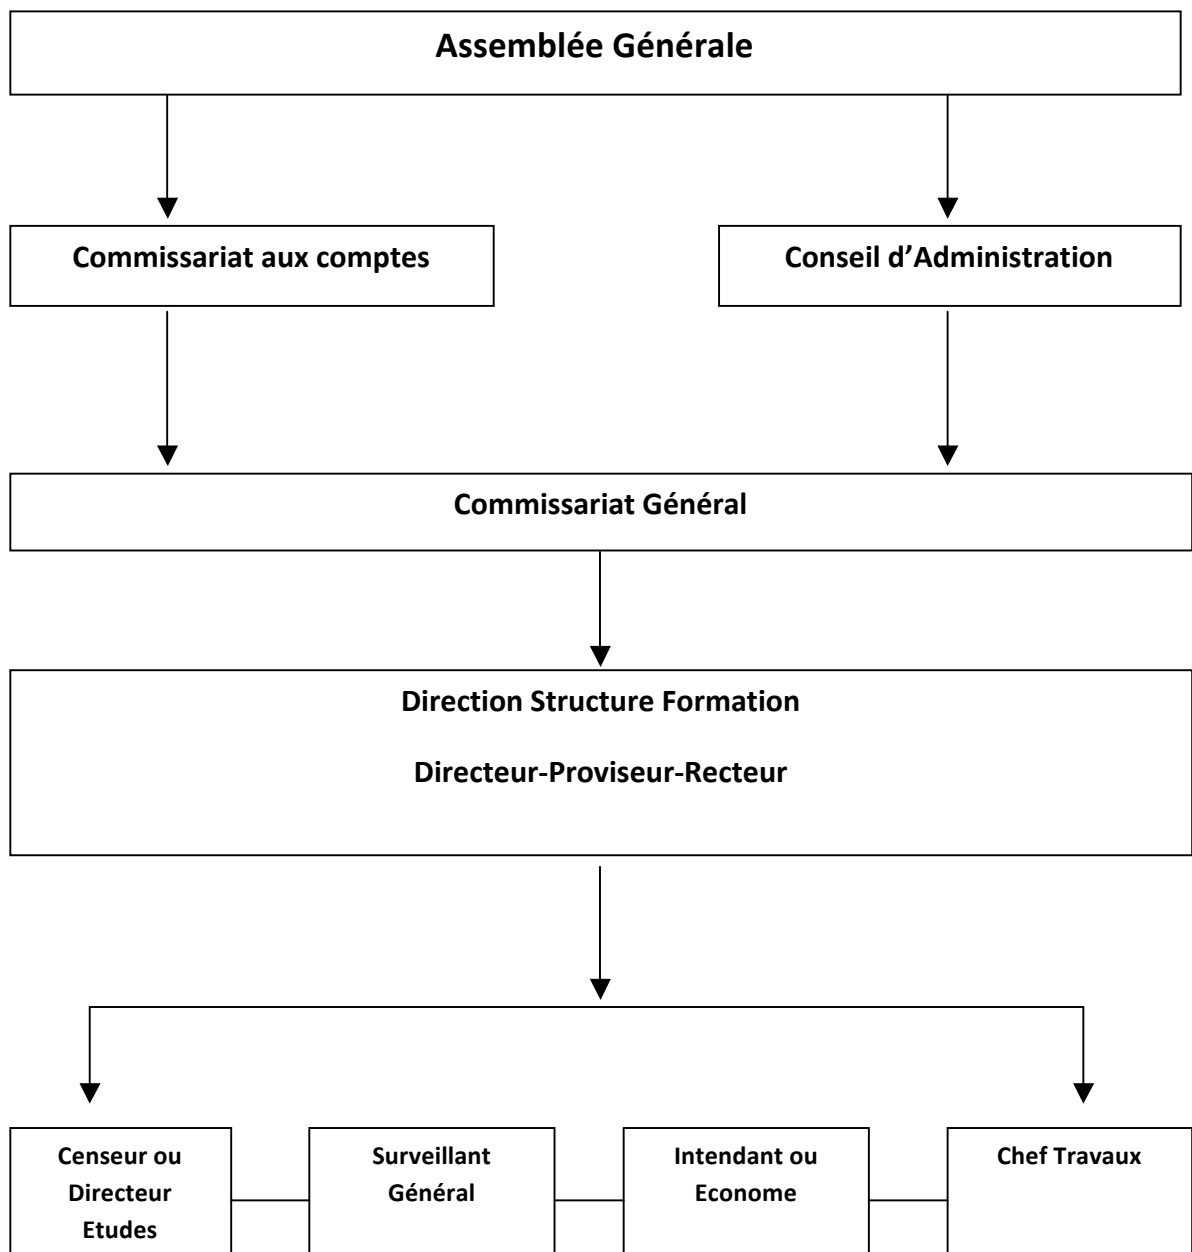 Assemblée Générale
Commissariat aux comptes
Conseil d’Administration
Commissariat Général
Direction Structure Formation
Directeur-Proviseur-Recteur
Censeur ou
Directeur
Etudes
Surveillant
Général
Intendant ou
Econome
Chef Travaux